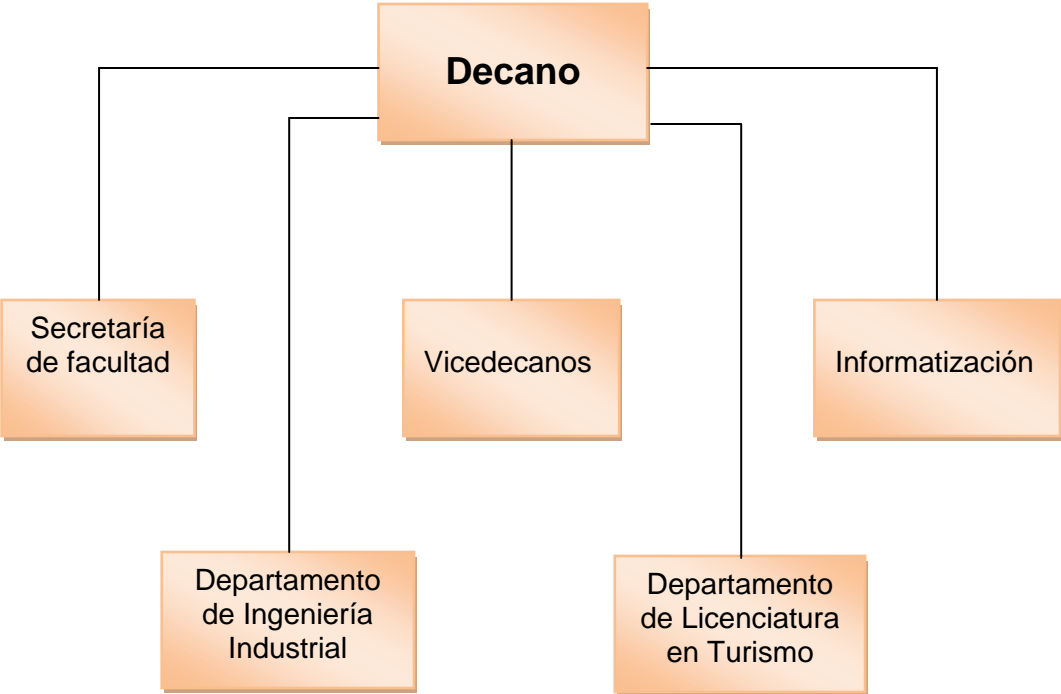 Decano
Secretaría
de facultad
Vicedecanos
Informatización
Departamento
de Ingeniería
Industrial
Departamento
de Licenciatura
en Turismo